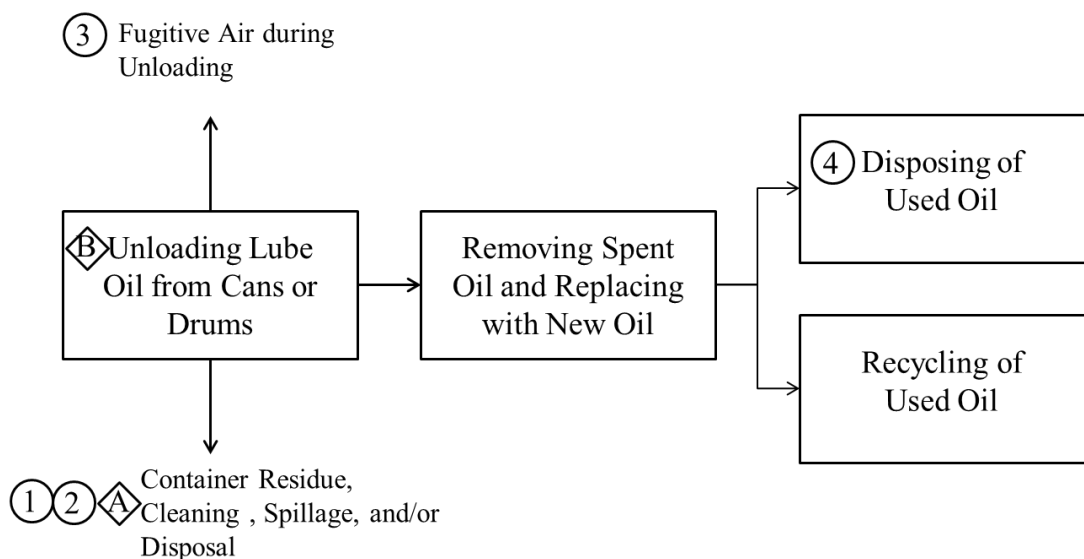 3 Fugitive Air during
Unloading
4 Disposing of
Used Oil
B Unloading Lube
Oil from Cans or
Drums
Removing Spent
Oil and Replacing
with New Oil
Recycling of
Used Oil
1 2 A Container Residue,
Cleaning , Spillage, and/or
Disposal